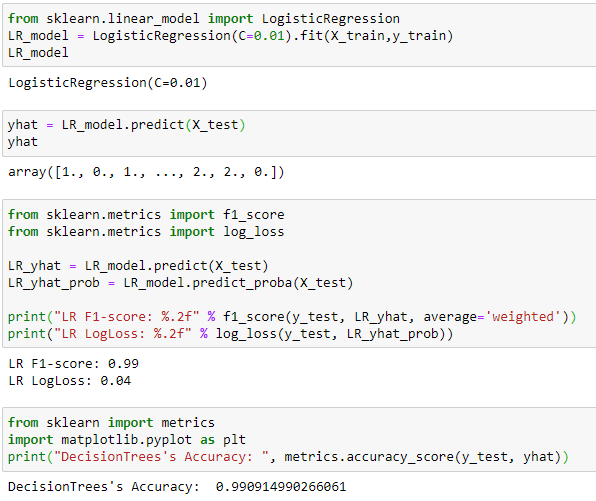 from sklearn.linear_model import LogisticRegression
LR_model = LogisticRegression(C=0.01).fit(X_train,y_train)
LR_model
LogisticRegression(C=0.01)
yhat = LR_model.predict(X_test)
yhat
array([1., 0., 1., ..., 2., 2., 0.])
from sklearn.metrics import f1_score
from sklearn.metrics import log_loss
LR_yhat = LR_model.predict(X_test)
LR_yhat_prob = LR_model.predict_proba(X_test)
print("LR F1-score: %.2f" % f1_score(y_test, LR_yhat, average='weighted'))
print("LR LogLoss: %.2f" % log_loss(y_test, LR_yhat_prob))
LR F1-score: 0.99
LR LogLoss: 0.04
from sklearn import metrics
import matplotlib.pyplot as plt
print("DecisionTrees's Accuracy: ", metrics.accuracy_score(y_test, yhat))
DecisionTrees's Accuracy:  0.990914990266061